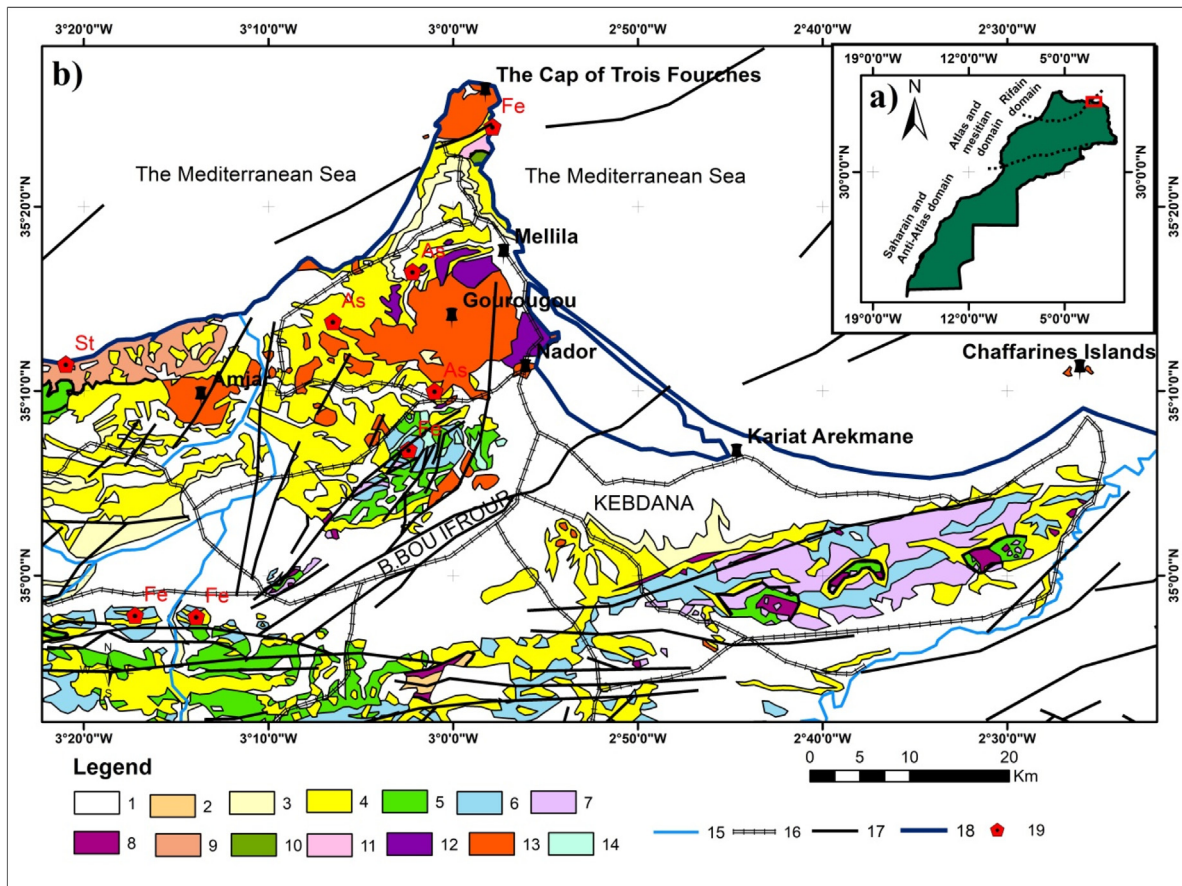 3°20'0"W 3°10'0"W 3°0'0"W 2°50'0"W 2°40'0"W 2°30'0"W
b)
The Cap of Trois Fourches
Fe
The Mediterranean Sea
The Mediterranean Sea
35°20'0"N
35°20'0"N
Mellila
As
Gourougou
As
St
Nador
Amjar
As
Chaffarines Islands
35°10'0"N
35°10'0"N
Fe
Kariat Arekmane
KEBDANA
B.BOU IFROUR
35°0'0"N
35°0'0"N
Fe
Fe
N
S
19°0'0"W 12°0'0"W 5°0'0"W
a)
N
Rifain
domain
Atlas and
mesitian
domain
Saharain and
Anti-Atlas domain
30°0'0"N
30°0'0"N
19°0'0"W 12°0'0"W 5°0'0"W
3°20'0"W 3°10'0"W 3°0'0"W 2°50'0"W 2°40'0"W 2°30'0"W
0 5 10 20
Km
Legend
1 2 3 4 5 6 7
8 9 10 11 12 13 14 15 16 17 18 19